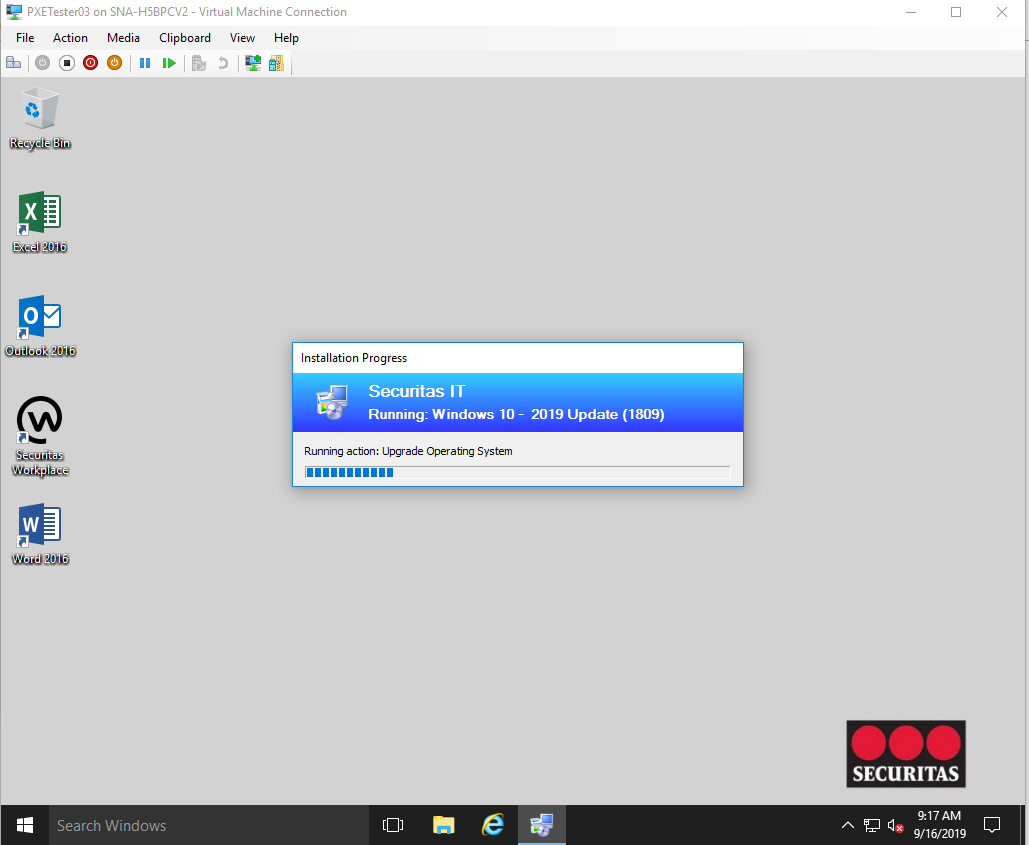 PXETester03 on SNA-H5BPCV2 - Virtual Machine Connection
File Action Media Clipboard View Help
Recycle Bin
Excel 2016
Outlook 2016
Securitas
Workplace
Word 2016
Installation Progress
Securitas IT
Running: Windows 10 - 2019 Update (1809)
Running action: Upgrade Operating System
SECURITAS
Search Windows
9:17 AM
9/16/2019